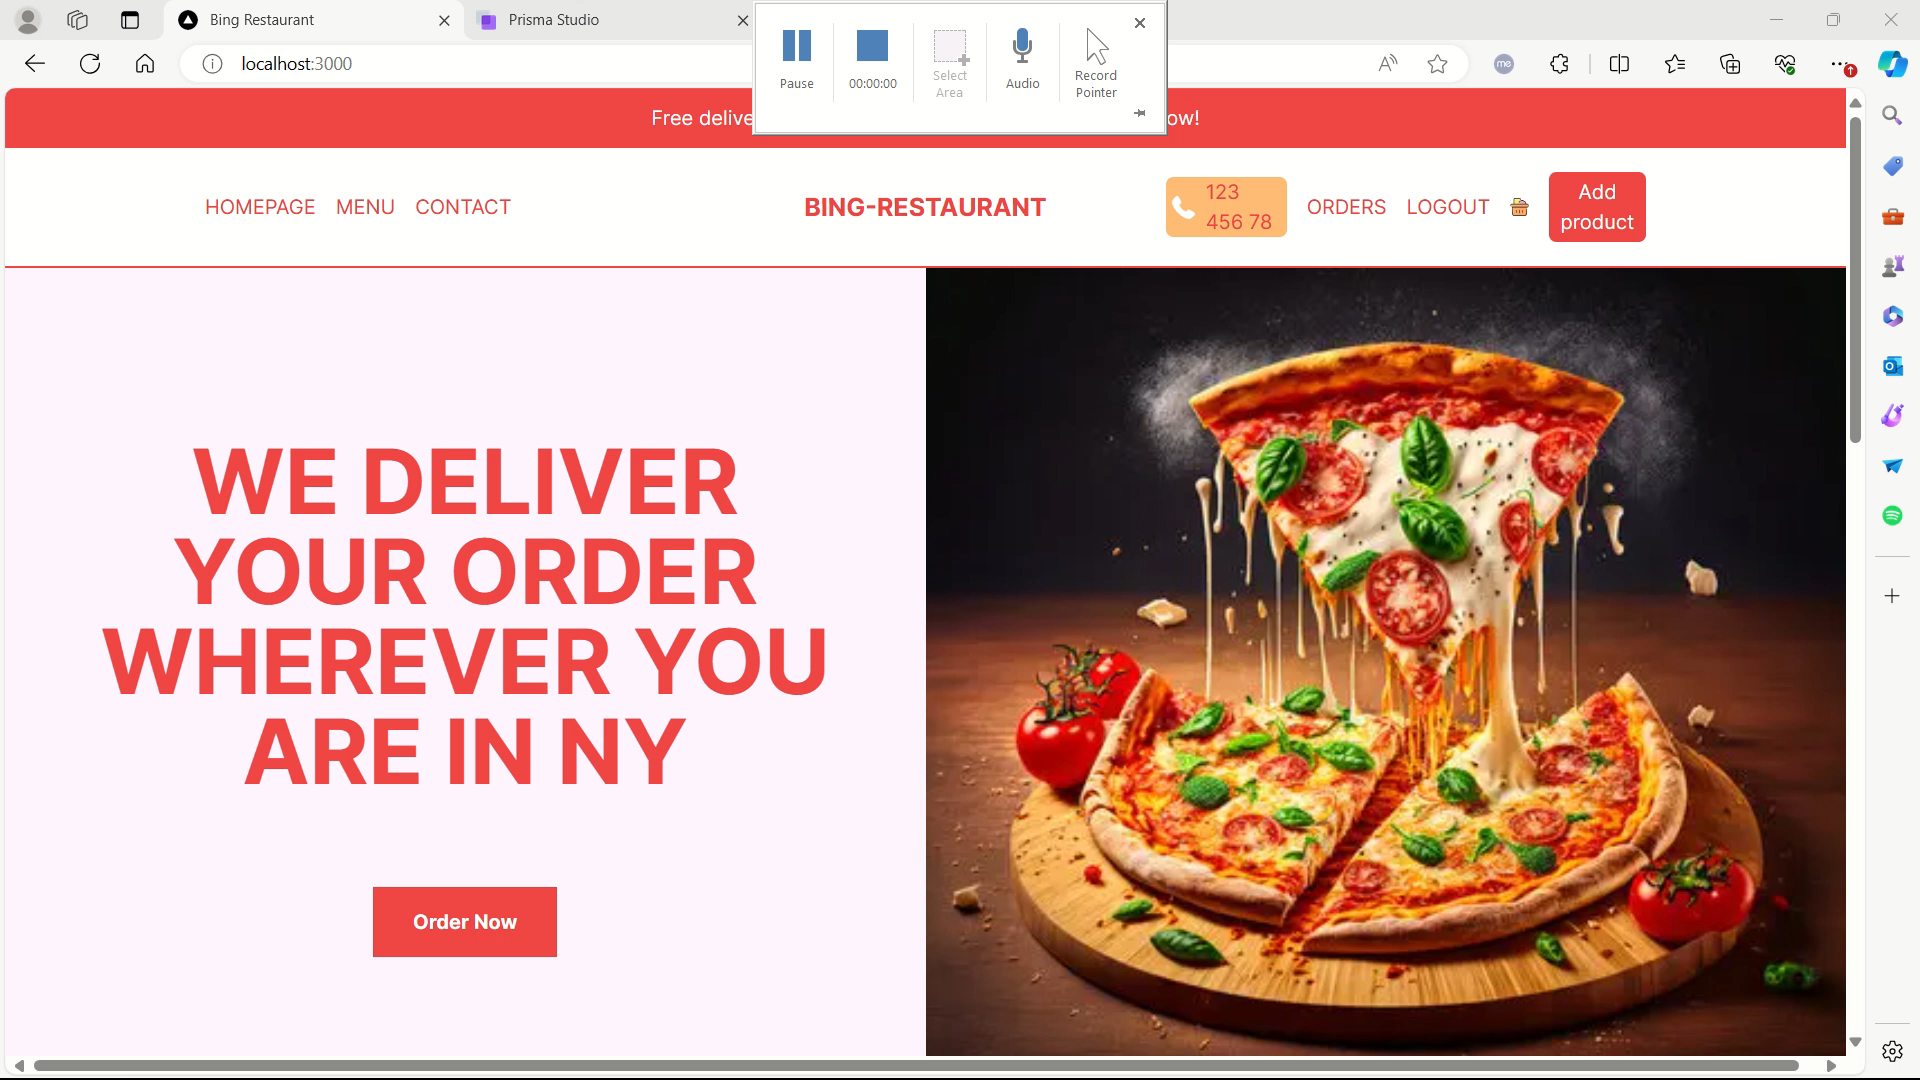 Bing Restaurant
Prisma Studio
Pause
00:00:00
Select
Area
Audio
Record
Pointer
localhost:3000
me
Free delive
ow!
HOMEPAGE MENU CONTACT
BING-RESTAURANT
123
456 78
ORDERS LOGOUT
Add
product
WE DELIVER
YOUR ORDER
WHEREVER YOU
ARE IN NY
Order Now